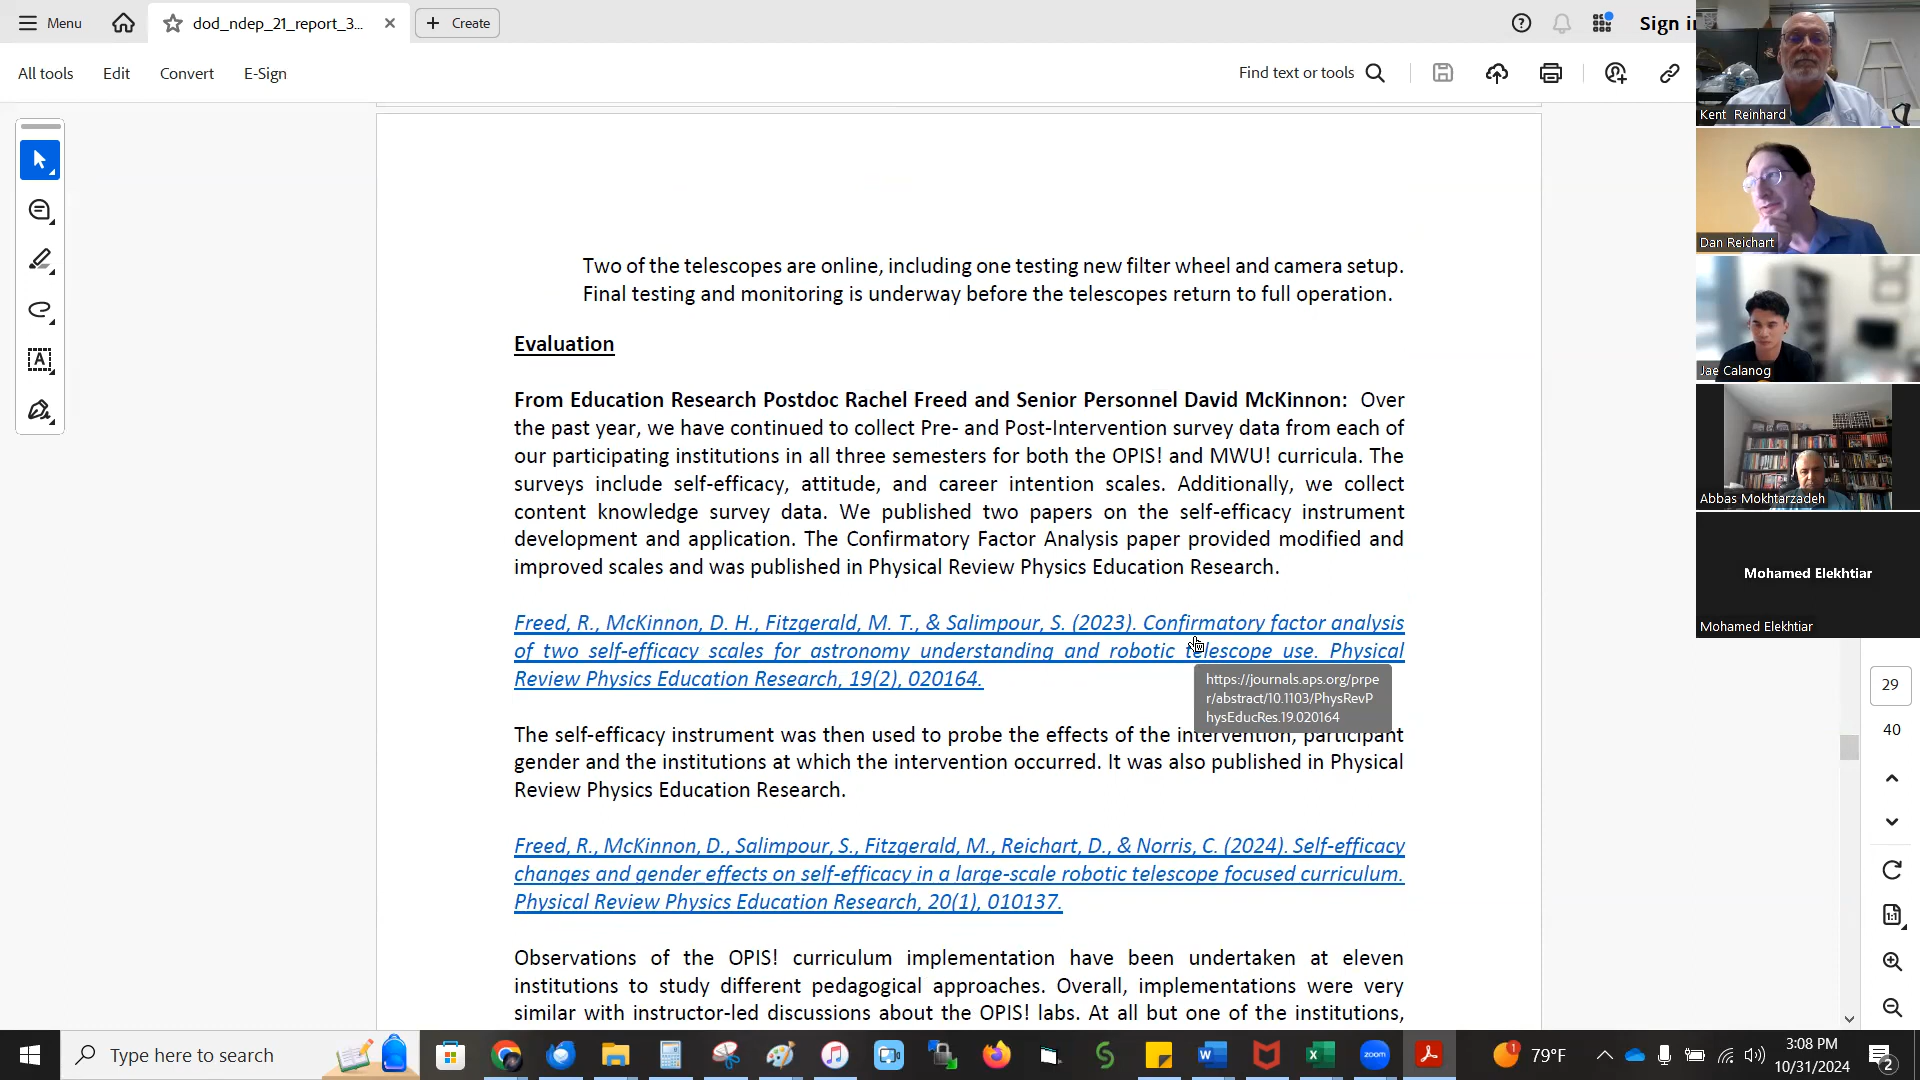 Menu
dod_ndep_21_report_3...
Create
Sign in
All tools
Edit
Convert
E-Sign
Find text or tools
Two of the telescopes are online, including one testing new filter wheel and camera setup.
Final testing and monitoring is underway before the telescopes return to full operation.
Evaluation
From Education Research Postdoc Rachel Freed and Senior Personnel David McKinnon: Over
the past year, we have continued to collect Pre- and Post-Intervention survey data from each of
our participating institutions in all three semesters for both the OPIS! and MWU! curricula. The
surveys include self-efficacy, attitude, and career intention scales. Additionally, we collect
content knowledge survey data. We published two papers on the self-efficacy instrument
development and application. The Confirmatory Factor Analysis paper provided modified and
improved scales and was published in Physical Review Physics Education Research.
Freed, R., McKinnon, D. H., Fitzgerald, M. T., & Salimpour, S. (2023). Confirmatory factor analysis
of two self-efficacy scales for astronomy understanding and robotic telescope use. Physical
Review Physics Education Research, 19(2), 020164.
https://journals.aps.org/prpe
r/abstract/10.1103/PhysRevP
hysEducRes.19.020164
The self-efficacy instrument was then used to probe the effects of the intervention, participant
gender and the institutions at which the intervention occurred. It was also published in Physical
Review Physics Education Research.
Freed, R., McKinnon, D., Salimpour, S., Fitzgerald, M., Reichart, D., & Norris, C. (2024). Self-efficacy
changes and gender effects on self-efficacy in a large-scale robotic telescope focused curriculum.
Physical Review Physics Education Research, 20(1), 010137.
Observations of the OPIS! curriculum implementation have been undertaken at eleven
institutions to study different pedagogical approaches. Overall, implementations were very
similar with instructor-led discussions about the OPIS! labs. At all but one of the institutions,
Kent Reinhard
Dan Reichart
Jae Calanog
Abbas Mokhtarzadeh
Mohamed Elekhtiar
Mohamed Elekhtiar
29
40
1:1
Type here to search
zoom
1
79°F
3:08 PM
10/31/2024
2